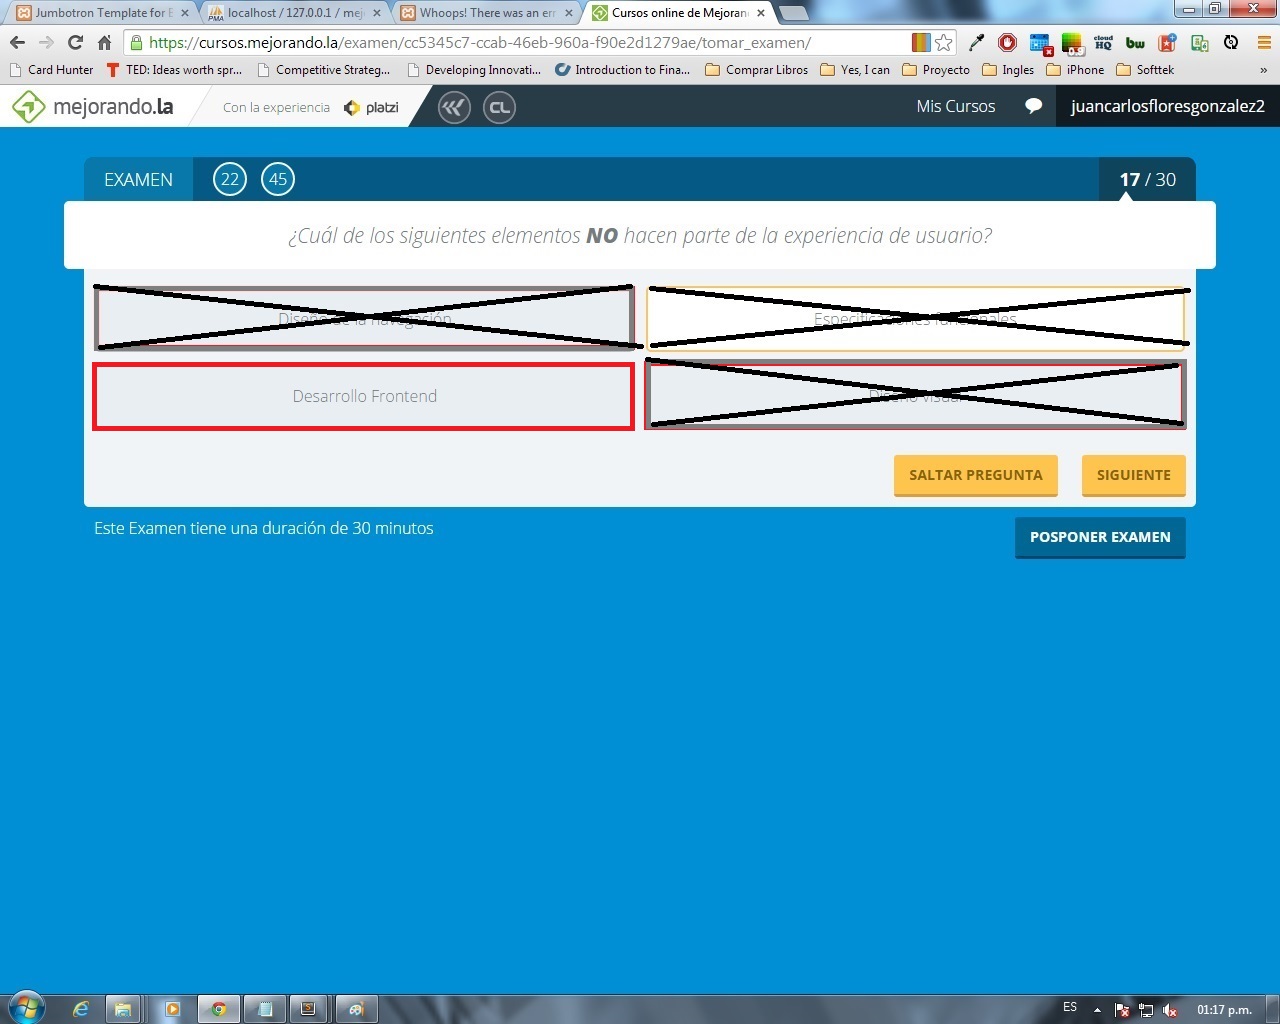 Jumbotron Template for B
localhost / 127.0.0.1 / mej
Whoops! There was an err
Cursos online de Mejoran
https://cursos.mejorando.la/examen/cc5345c7-ccab-46eb-960a-f90e2d1279ae/tomar_examen/
cloud HQ
bw
Card Hunter
TED: Ideas worth spr...
Competitive Strateg...
Developing Innovati...
Introduction to Fina...
Comprar Libros
Yes, I can
Proyecto
Ingles
iPhone
Softtek
»
mejorando.la
Con la experiencia
platzi
CL
Mis Cursos
juancarlosfloresgonzalez2
EXAMEN
22
45
17 / 30
¿Cuál de los siguientes elementos NO hacen parte de la experiencia de usuario?
Diseño de la navegación
Especificaciones funcionales
Desarrollo Frontend
Diseño visual
SALTAR PREGUNTA
SIGUIENTE
Este Examen tiene una duración de 30 minutos
POSPONER EXAMEN
ES
01:17 p.m.